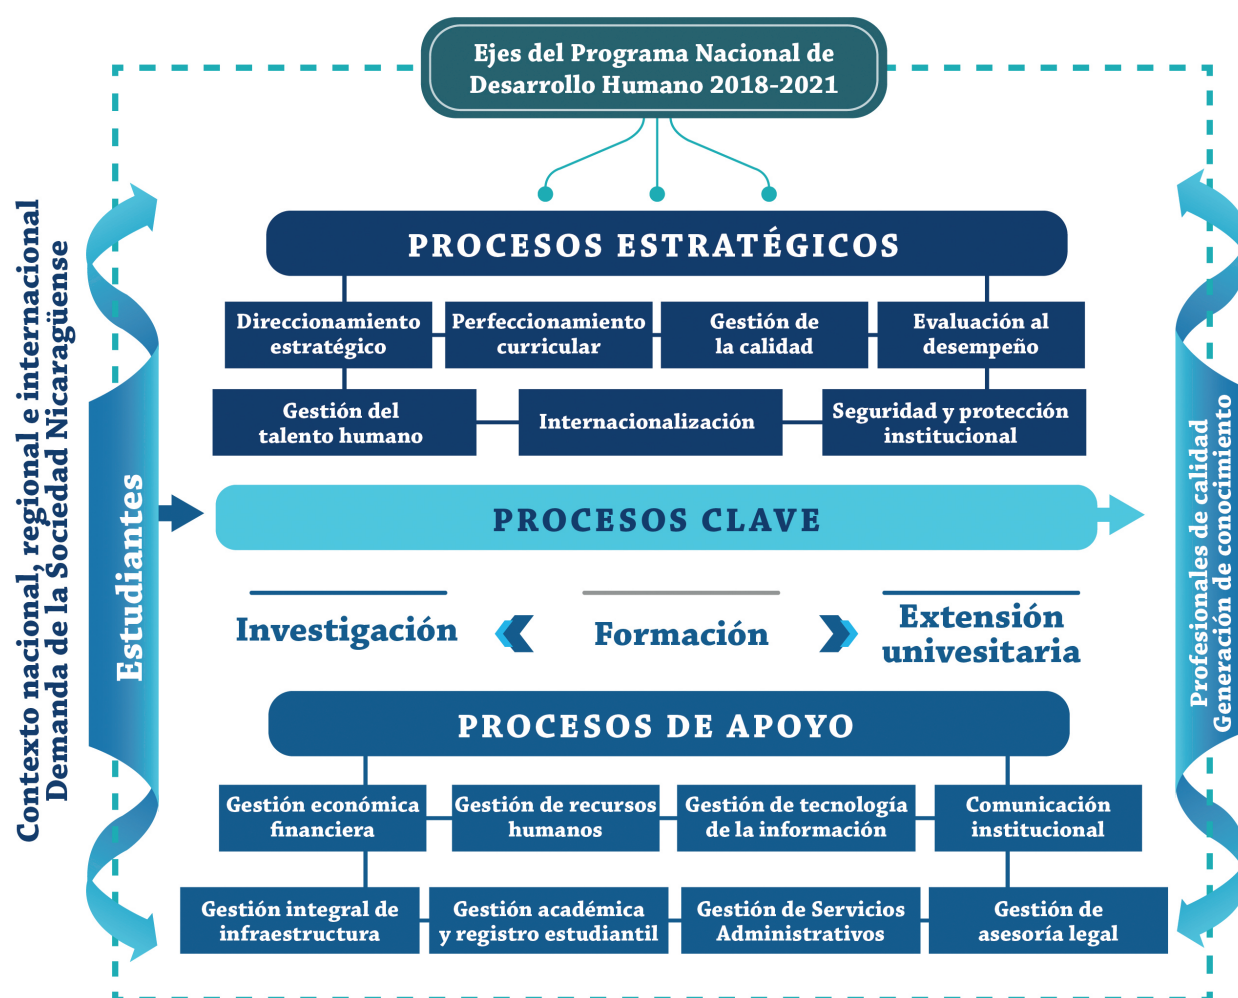 Ejes del Programa Nacional de
Desarrollo Humano 2018-2021
Contexto nacional, regional e internacional
Demanda de la Sociedad Nicaragüense
Estudiantes
PROCESOS ESTRATÉGICOS
Direccionamiento
estratégico
Perfeccionamiento
curricular
Gestión de
la calidad
Evaluación al
desempeño
Gestión del
talento humano
Internacionalización
Seguridad y protección
institucional
PROCESOS CLAVE
Investigación
Formación
Extensión
univesitaria
PROCESOS DE APOYO
Gestión económica
financiera
Gestión de recursos
humanos
Gestión de tecnología
de la información
Comunicación
institucional
Gestión integral de
infraestructura
Gestión académica
y registro estudiantil
Gestión de Servicios
Administrativos
Gestión de
asesoría legal
Profesionales de calidad
Generación de conocimiento